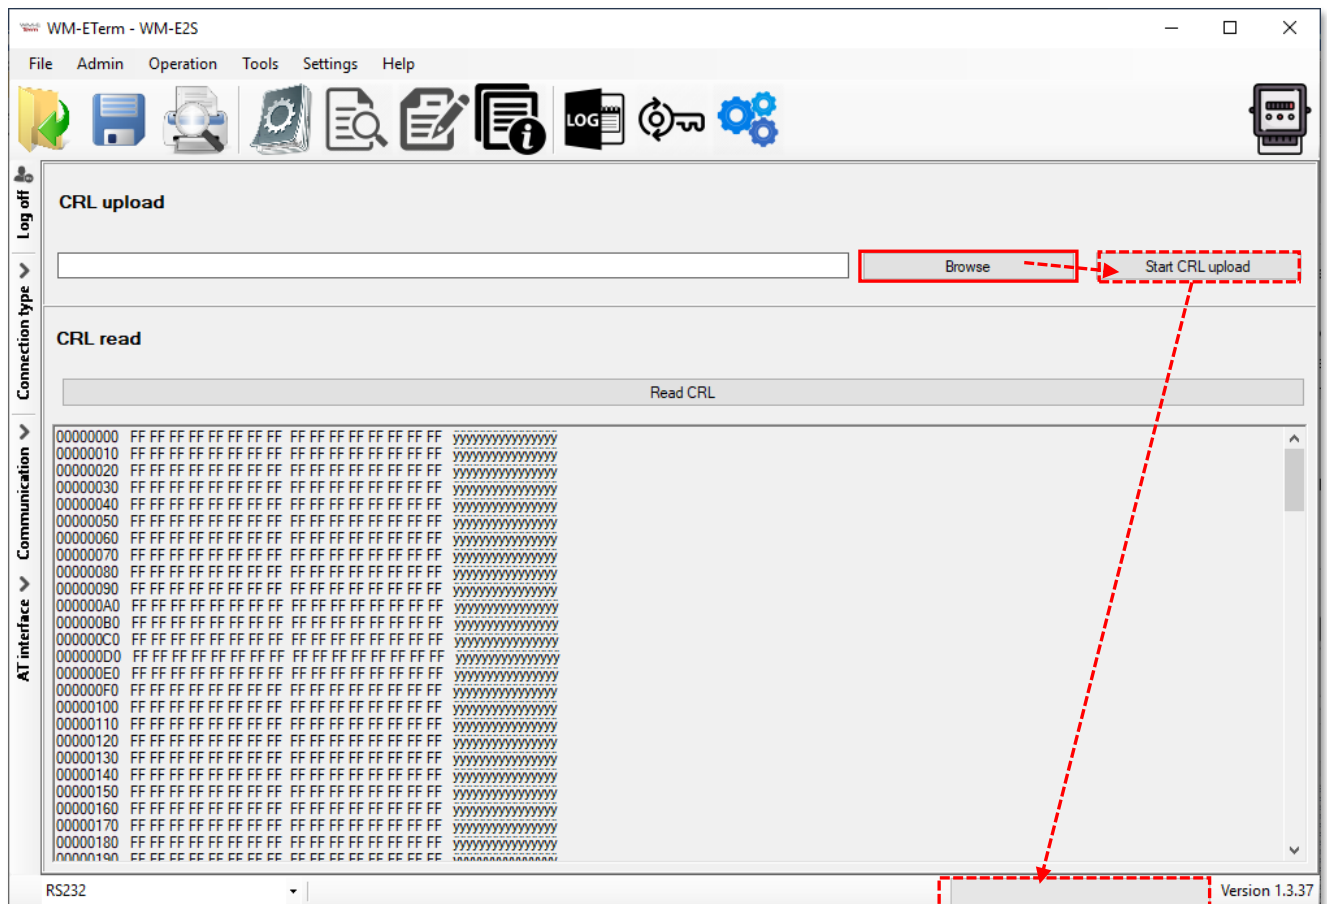 WM-ETerm - WM-E2S
File Admin Operation Tools Settings Help
LOG
Log off
Connection type
Communication
AT interface
CRL upload
Browse
Start CRL upload
CRL read
Read CRL
00000000 FF FF FF FF FF FF FF FF FF FF FF FF FF FF FF FF ÿÿÿÿÿÿÿÿÿÿÿÿÿÿÿÿ
00000010 FF FF FF FF FF FF FF FF FF FF FF FF FF FF FF FF ÿÿÿÿÿÿÿÿÿÿÿÿÿÿÿÿ
00000020 FF FF FF FF FF FF FF FF FF FF FF FF FF FF FF FF ÿÿÿÿÿÿÿÿÿÿÿÿÿÿÿÿ
00000030 FF FF FF FF FF FF FF FF FF FF FF FF FF FF FF FF ÿÿÿÿÿÿÿÿÿÿÿÿÿÿÿÿ
00000040 FF FF FF FF FF FF FF FF FF FF FF FF FF FF FF FF ÿÿÿÿÿÿÿÿÿÿÿÿÿÿÿÿ
00000050 FF FF FF FF FF FF FF FF FF FF FF FF FF FF FF FF ÿÿÿÿÿÿÿÿÿÿÿÿÿÿÿÿ
00000060 FF FF FF FF FF FF FF FF FF FF FF FF FF FF FF FF ÿÿÿÿÿÿÿÿÿÿÿÿÿÿÿÿ
00000070 FF FF FF FF FF FF FF FF FF FF FF FF FF FF FF FF ÿÿÿÿÿÿÿÿÿÿÿÿÿÿÿÿ
00000080 FF FF FF FF FF FF FF FF FF FF FF FF FF FF FF FF ÿÿÿÿÿÿÿÿÿÿÿÿÿÿÿÿ
00000090 FF FF FF FF FF FF FF FF FF FF FF FF FF FF FF FF ÿÿÿÿÿÿÿÿÿÿÿÿÿÿÿÿ
000000A0 FF FF FF FF FF FF FF FF FF FF FF FF FF FF FF FF ÿÿÿÿÿÿÿÿÿÿÿÿÿÿÿÿ
000000B0 FF FF FF FF FF FF FF FF FF FF FF FF FF FF FF FF ÿÿÿÿÿÿÿÿÿÿÿÿÿÿÿÿ
000000C0 FF FF FF FF FF FF FF FF FF FF FF FF FF FF FF FF ÿÿÿÿÿÿÿÿÿÿÿÿÿÿÿÿ
000000D0 FF FF FF FF FF FF FF FF FF FF FF FF FF FF FF FF ÿÿÿÿÿÿÿÿÿÿÿÿÿÿÿÿ
000000E0 FF FF FF FF FF FF FF FF FF FF FF FF FF FF FF FF ÿÿÿÿÿÿÿÿÿÿÿÿÿÿÿÿ
000000F0 FF FF FF FF FF FF FF FF FF FF FF FF FF FF FF FF ÿÿÿÿÿÿÿÿÿÿÿÿÿÿÿÿ
00000100 FF FF FF FF FF FF FF FF FF FF FF FF FF FF FF FF ÿÿÿÿÿÿÿÿÿÿÿÿÿÿÿÿ
00000110 FF FF FF FF FF FF FF FF FF FF FF FF FF FF FF FF ÿÿÿÿÿÿÿÿÿÿÿÿÿÿÿÿ
00000120 FF FF FF FF FF FF FF FF FF FF FF FF FF FF FF FF ÿÿÿÿÿÿÿÿÿÿÿÿÿÿÿÿ
00000130 FF FF FF FF FF FF FF FF FF FF FF FF FF FF FF FF ÿÿÿÿÿÿÿÿÿÿÿÿÿÿÿÿ
00000140 FF FF FF FF FF FF FF FF FF FF FF FF FF FF FF FF ÿÿÿÿÿÿÿÿÿÿÿÿÿÿÿÿ
00000150 FF FF FF FF FF FF FF FF FF FF FF FF FF FF FF FF ÿÿÿÿÿÿÿÿÿÿÿÿÿÿÿÿ
00000160 FF FF FF FF FF FF FF FF FF FF FF FF FF FF FF FF ÿÿÿÿÿÿÿÿÿÿÿÿÿÿÿÿ
00000170 FF FF FF FF FF FF FF FF FF FF FF FF FF FF FF FF ÿÿÿÿÿÿÿÿÿÿÿÿÿÿÿÿ
00000180 FF FF FF FF FF FF FF FF FF FF FF FF FF FF FF FF ÿÿÿÿÿÿÿÿÿÿÿÿÿÿÿÿ
00000190 FF FF FF FF FF FF FF FF FF FF FF FF FF FF FF FF
RS232
Version 1.3.37